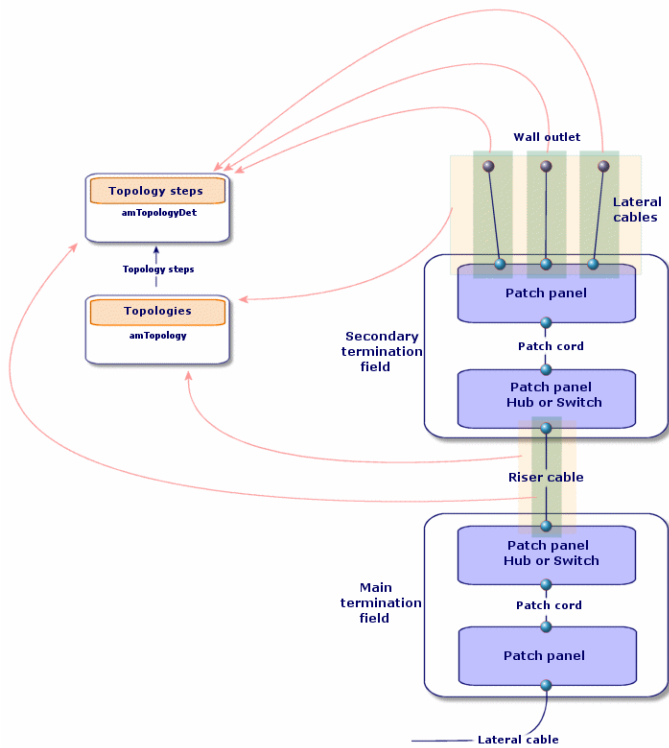 Wall outlet
Topology steps
amTopologyDet
Lateral
cables
Topology steps
Topologies
amTopology
Patch panel
Secondary
termination
field
Patch cord
Patch panel
Hub or Switch
Riser cable
Patch panel
Hub or Switch
Main
termination
field
Patch cord
Patch panel
Lateral cable